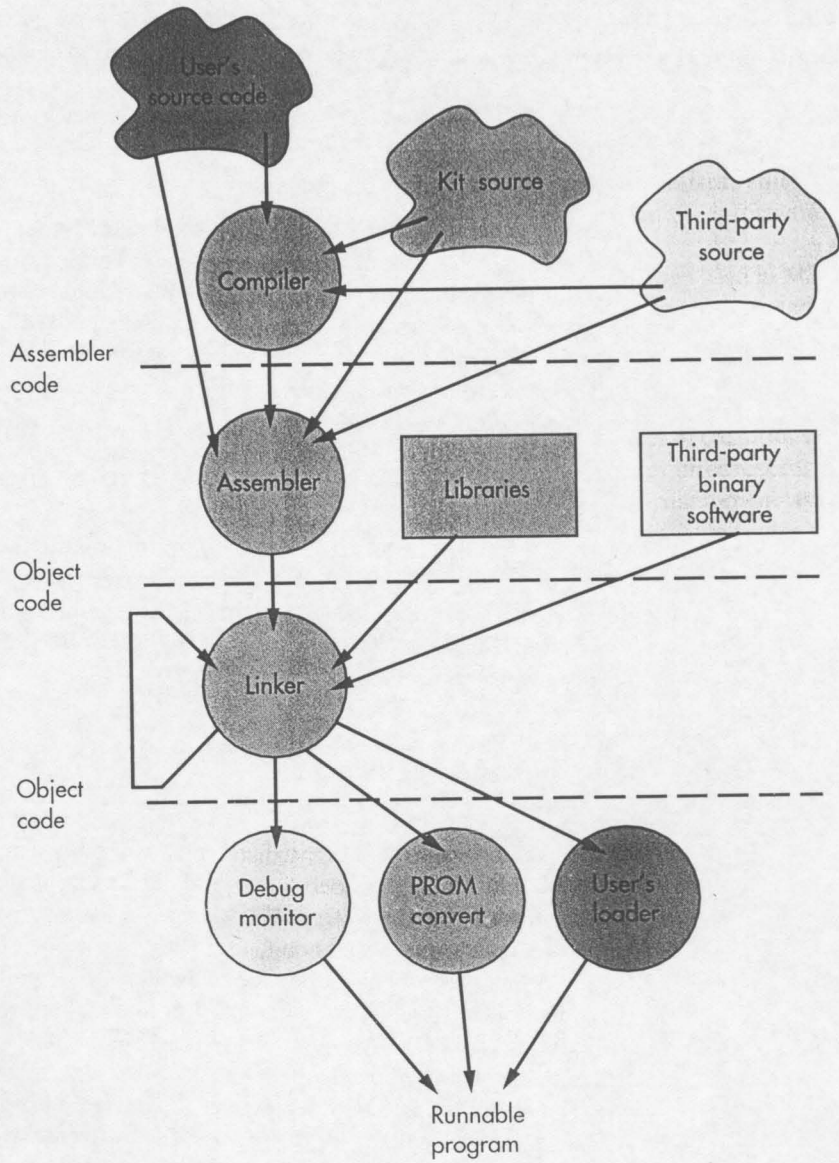 User's
source code
Kit source
Third-party
source
Compiler
Assembler
code
Assembler
Libraries
Third-party
binary
software
Object
code
Linker
Object
code
Debug
monitor
PROM
convert
User's
loader
Runnable
program